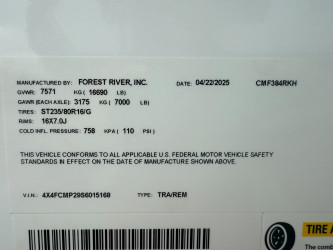 MANUFACTURED BY: FOREST RIVER, INC. DATE: 04/22/2025 CMF384RKH
GVWR: 7571 KG ( 16690 LB)
GAWR (EACH AXLE): 3175 KG ( 7000 LB)
TIRES: ST235/80R16/G
RIMS: 16X7.0J
COLD INFL. PRESSURE: 758 KPA ( 110 PSI )
THIS VEHICLE CONFORMS TO ALL APPLICABLE U.S. FEDERAL MOTOR VEHICLE SAFETY
STANDARDS IN EFFECT ON THE DATE OF MANUFACTURE SHOWN ABOVE.
V.I.N.: 4X4FCMP29S6015168 TYPE: TRA/REM
TIRE A
The combi